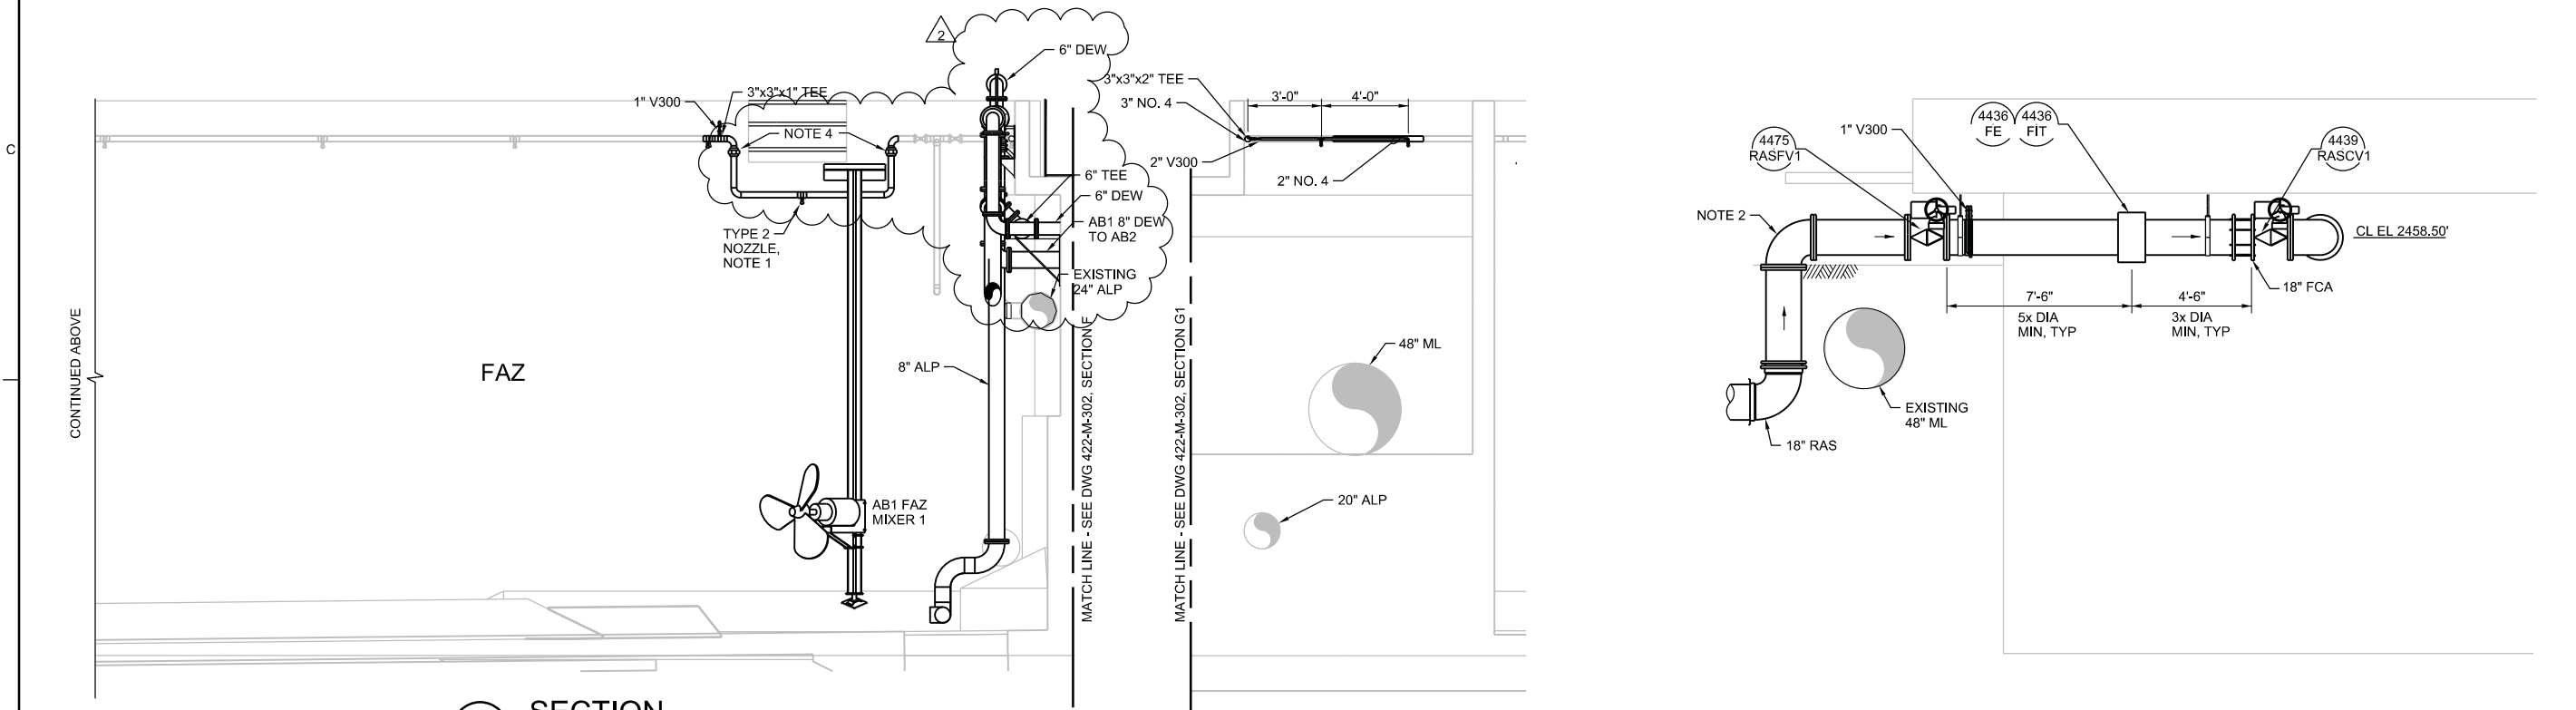 C
CONTINUED ABOVE
2
6" DEW
1" V300
3"x3"x1" TEE
NOTE 4
TYPE 2
NOZZLE,
NOTE 1
6" TEE
6" DEW
AB1 8" DEW
TO AB2
EXISTING
24" ALP
FAZ
8" ALP
AB1 FAZ
MIXER 1
MATCH LINE - SEE DWG 422-M-302, SECTION F
MATCH LINE - SEE DWG 422-M-302, SECTION G1
3"x3"x2" TEE
3" NO. 4
3'-0"
4'-0"
2" V300
2" NO. 4
48" ML
20" ALP
4475
RASFV1
1" V300
4436
FE
4436
FIT
4439
RASCV1
NOTE 2
CL EL 2458.50'
18" FCA
7'-6"
5x DIA
MIN, TYP
4'-6"
3x DIA
MIN, TYP
EXISTING
48" ML
18" RAS
SECTION